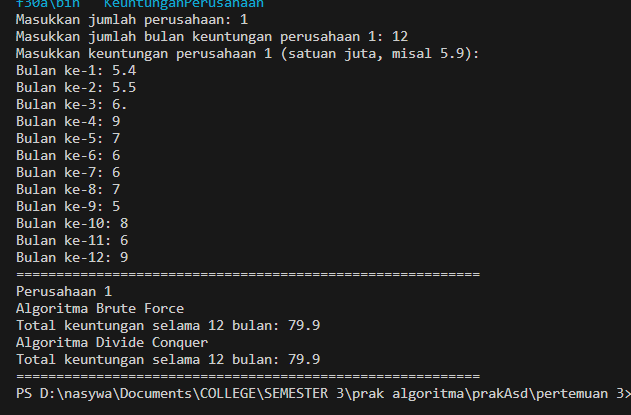 f30a\bin' 'KeuntunganPerusahaan'
Masukkan jumlah perusahaan: 1
Masukkan jumlah bulan keuntungan perusahaan 1: 12
Masukkan keuntungan perusahaan 1 (satuan juta, misal 5.9):
Bulan ke-1: 5.4
Bulan ke-2: 5.5
Bulan ke-3: 6.
Bulan ke-4: 9
Bulan ke-5: 7
Bulan ke-6: 6
Bulan ke-7: 6
Bulan ke-8: 7
Bulan ke-9: 5
Bulan ke-10: 8
Bulan ke-11: 6
Bulan ke-12: 9
==========================================================
Perusahaan 1
Algoritma Brute Force
Total keuntungan selama 12 bulan: 79.9
Algoritma Divide Conquer
Total keuntungan selama 12 bulan: 79.9
==========================================================
PS D:\nasywa\Documents\COLLEGE\SEMESTER 3\prak algoritma\prakAsd\pertemuan 3>